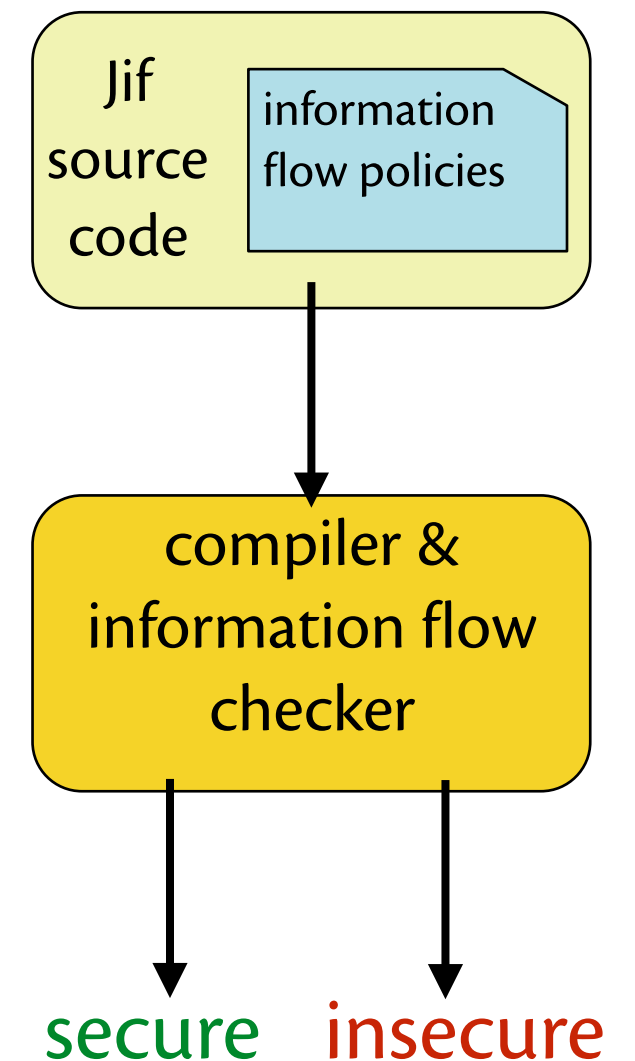 Jif
source
code
information
flow policies
compiler &
information flow
checker
secure
insecure